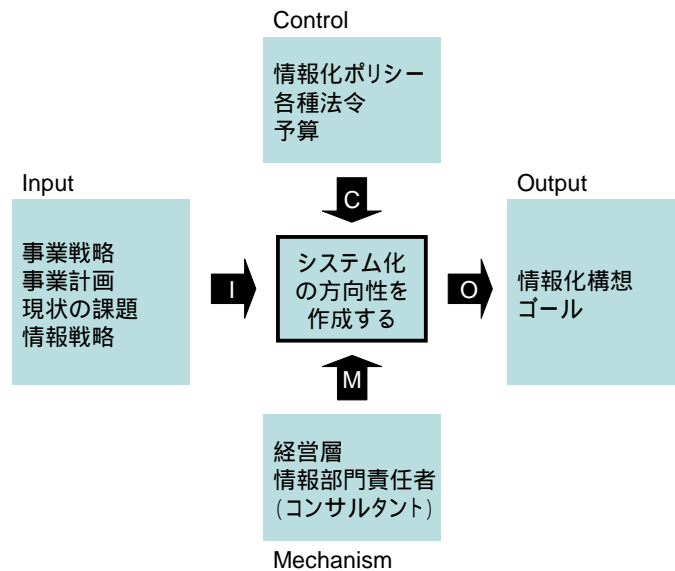 Control
情報化ポリシー
各種法令
予算
C
Input
事業戦略
事業計画
現状の課題
情報戦略
I
システム化
の方向性を
作成する
O
Output
情報化構想
ゴール
M
経営層
情報部門責任者
(コンサルタント)
Mechanism